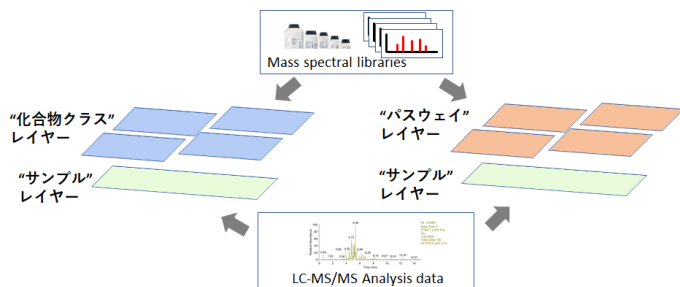 Mass spectral libraries
“化合物クラス”
レイヤー
“パスウェイ”
レイヤー
“サンプル”
レイヤー
“サンプル”
レイヤー
LC-MS/MS Analysis data